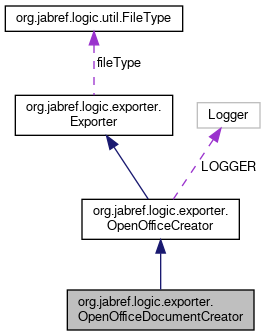 org.jabref.logic.util.FileType
fileType
org.jabref.logic.exporter.
Exporter
Logger
LOGGER
org.jabref.logic.exporter.
OpenOfficeCreator
org.jabref.logic.exporter.
OpenOfficeDocumentCreator